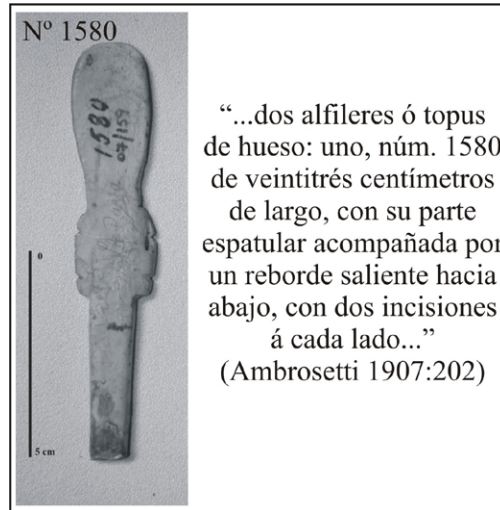 Nº 1580
1580
07/159
0
5 cm
“...dos alfileres ó topus
de hueso: uno, núm. 1580
de veintitrés centímetros
de largo, con su parte
espatular acompañada por
un reborde saliente hacia
abajo, con dos incisiones
á cada lado...”
(Ambrosetti 1907:202)